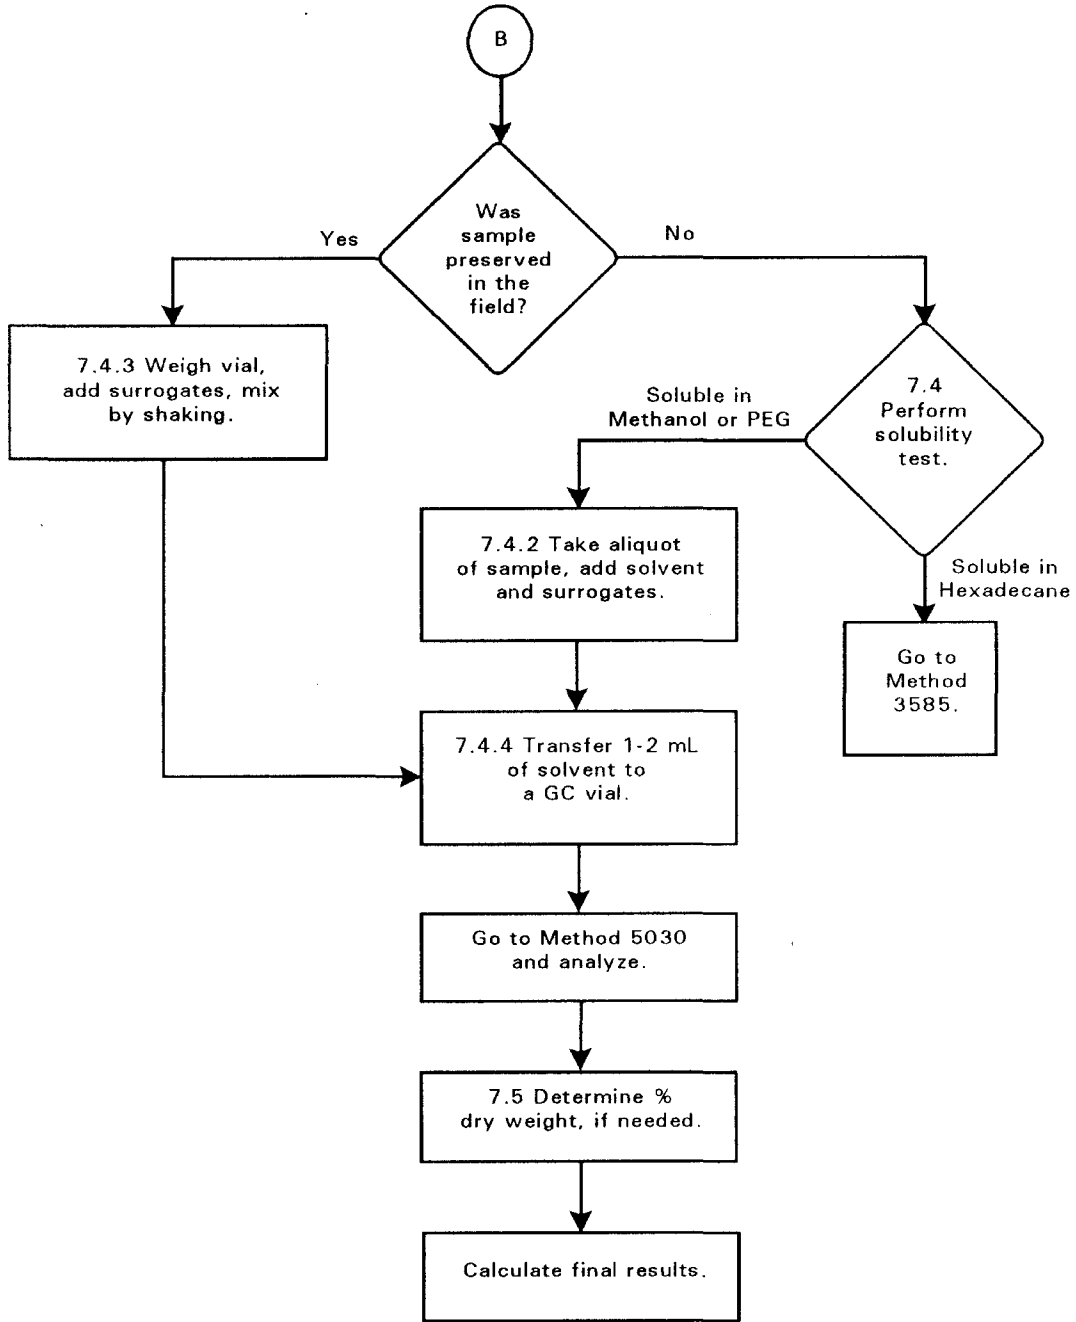 B
Was
sample
preserved
in the
field?
Yes
No
7.4.3 Weigh vial,
add surrogates, mix
by shaking.
7.4
Perform
solubility
test.
Soluble in
Methanol or PEG
7.4.2 Take aliquot
of sample, add solvent
and surrogates.
Soluble in
Hexadecane
Go to
Method
3585.
7.4.4 Transfer 1-2 mL
of solvent to
a GC vial.
Go to Method 5030
and analyze.
7.5 Determine %
dry weight, if needed.
Calculate final results.